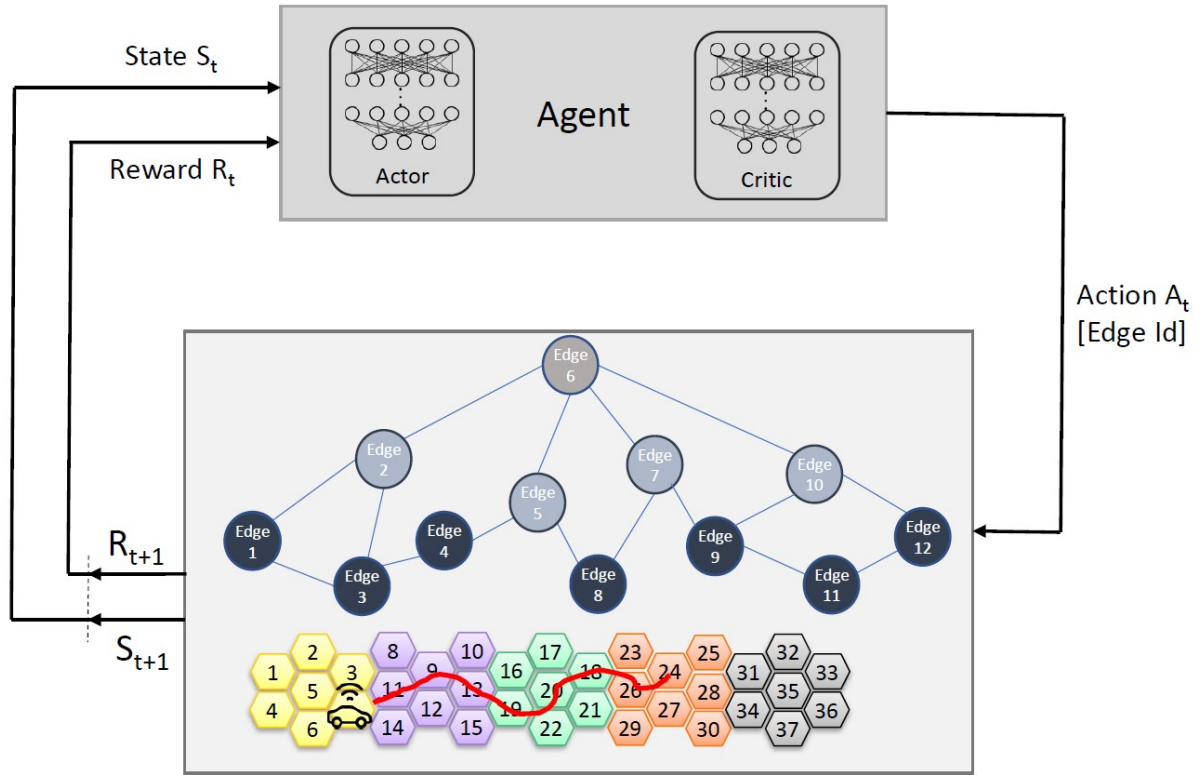 State Sₜ
Reward Rₜ
Actor
Agent
Critic
Action Aₜ
[Edge Id]
Rₜ₊₁
Sₜ₊₁
Edge
6
Edge
2
Edge
7
Edge
10
Edge
5
Edge
1
Edge
4
Edge
9
Edge
12
Edge
3
Edge
8
Edge
11
1
2
3
4
5
6
8
9
10
11
12
13
14
15
16
17
18
19
20
21
22
23
24
25
26
27
28
29
30
31
32
33
34
35
36
37